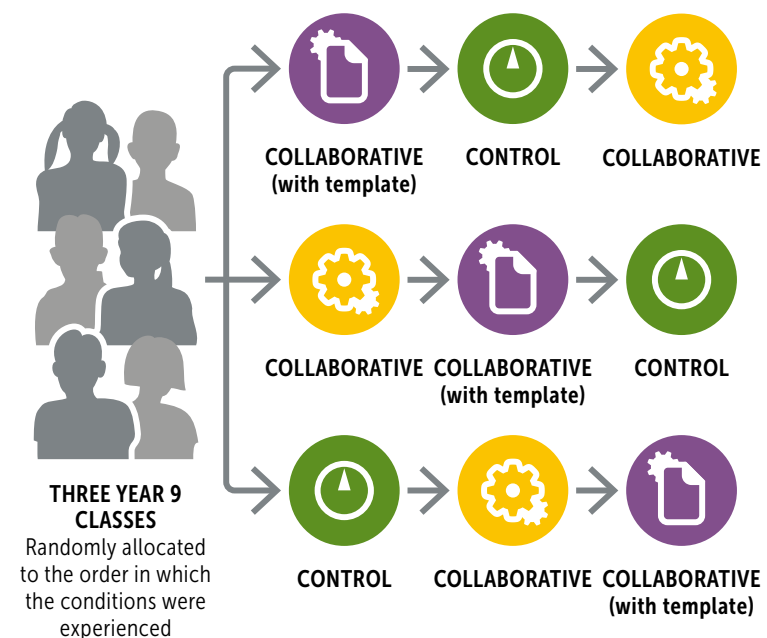 COLLABORATIVE
(with template)
CONTROL
COLLABORATIVE
COLLABORATIVE
COLLABORATIVE
(with template)
CONTROL
THREE YEAR 9
CLASSES
Randomly allocated
to the order in which
the conditions were
experienced
CONTROL
COLLABORATIVE
COLLABORATIVE
(with template)